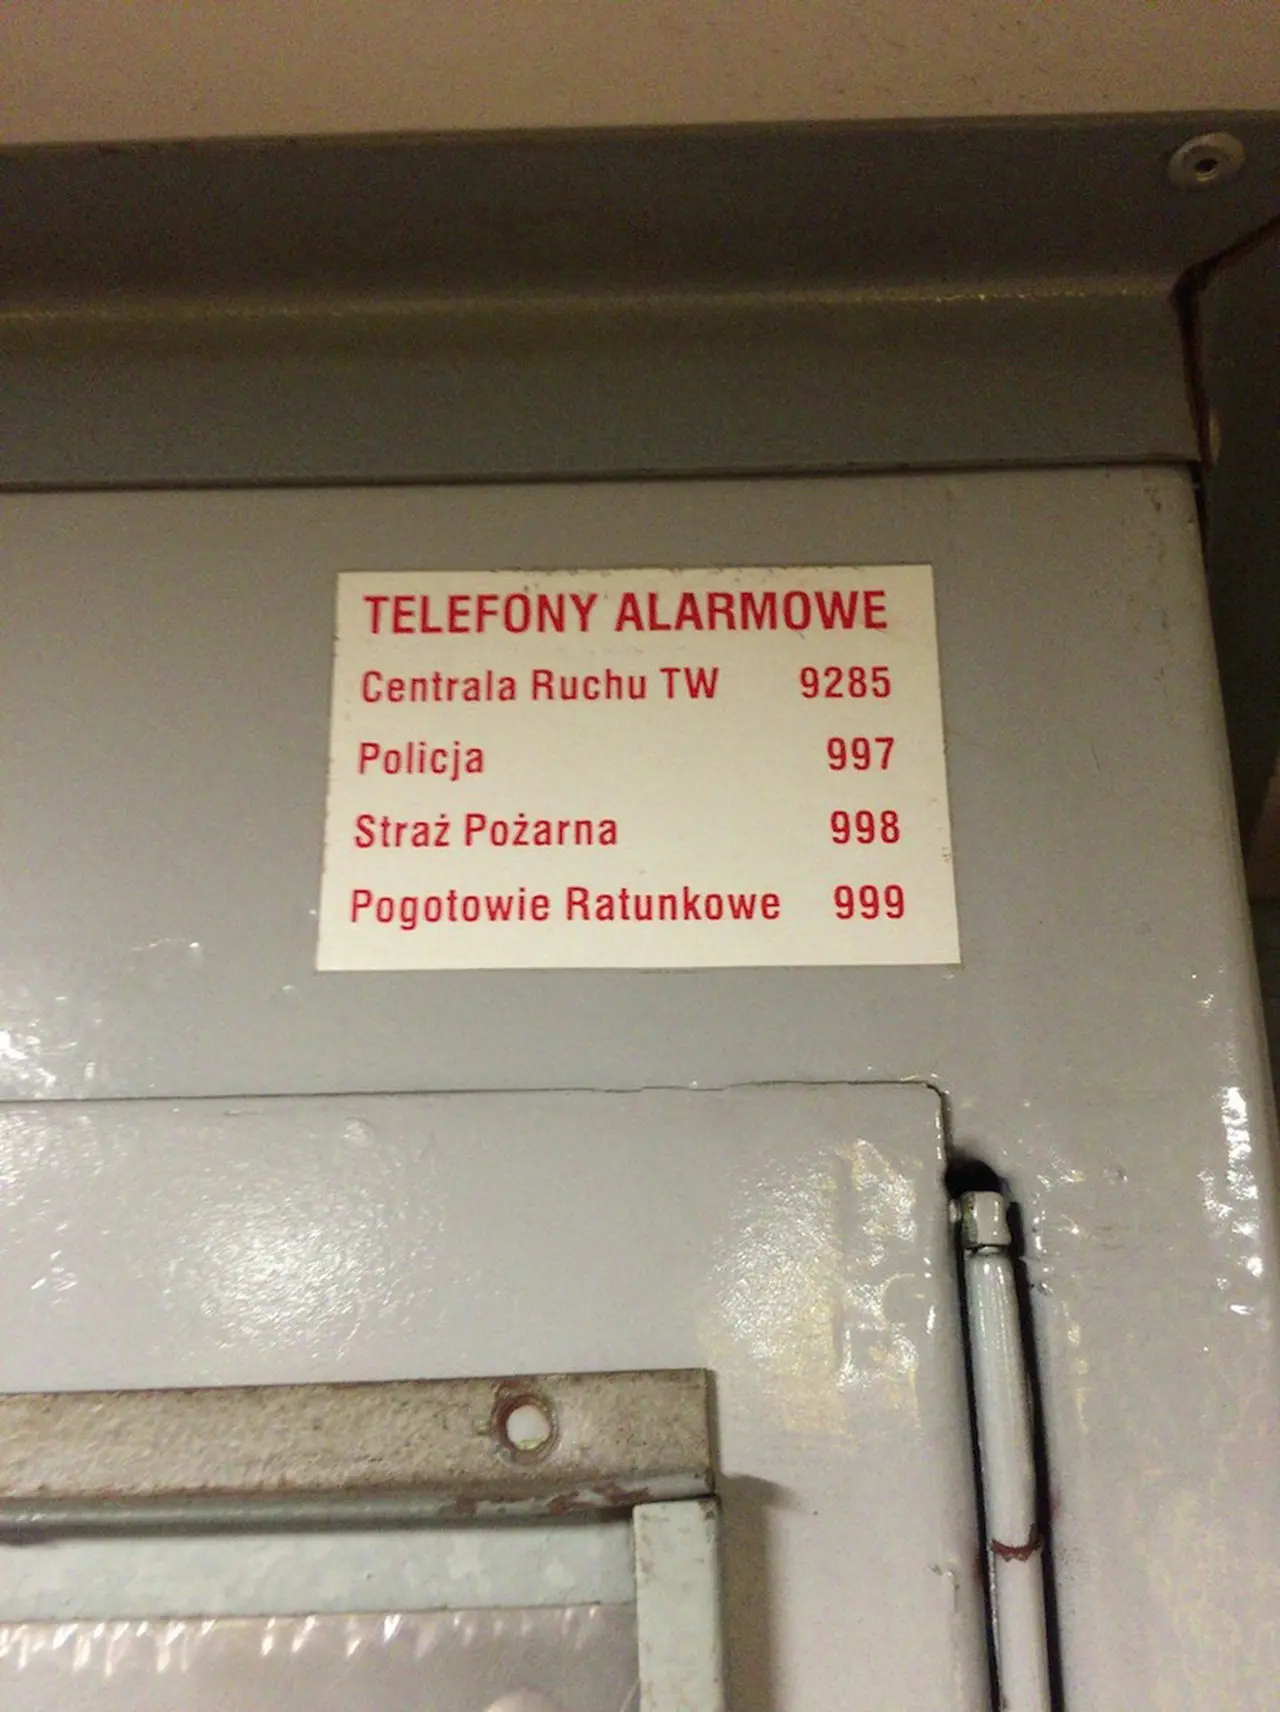 TELEFONY ALARMOWE
Centrala Ruchu TW 9285
Policja 997
Straż Pożarna 998
Pogotowie Ratunkowe 999